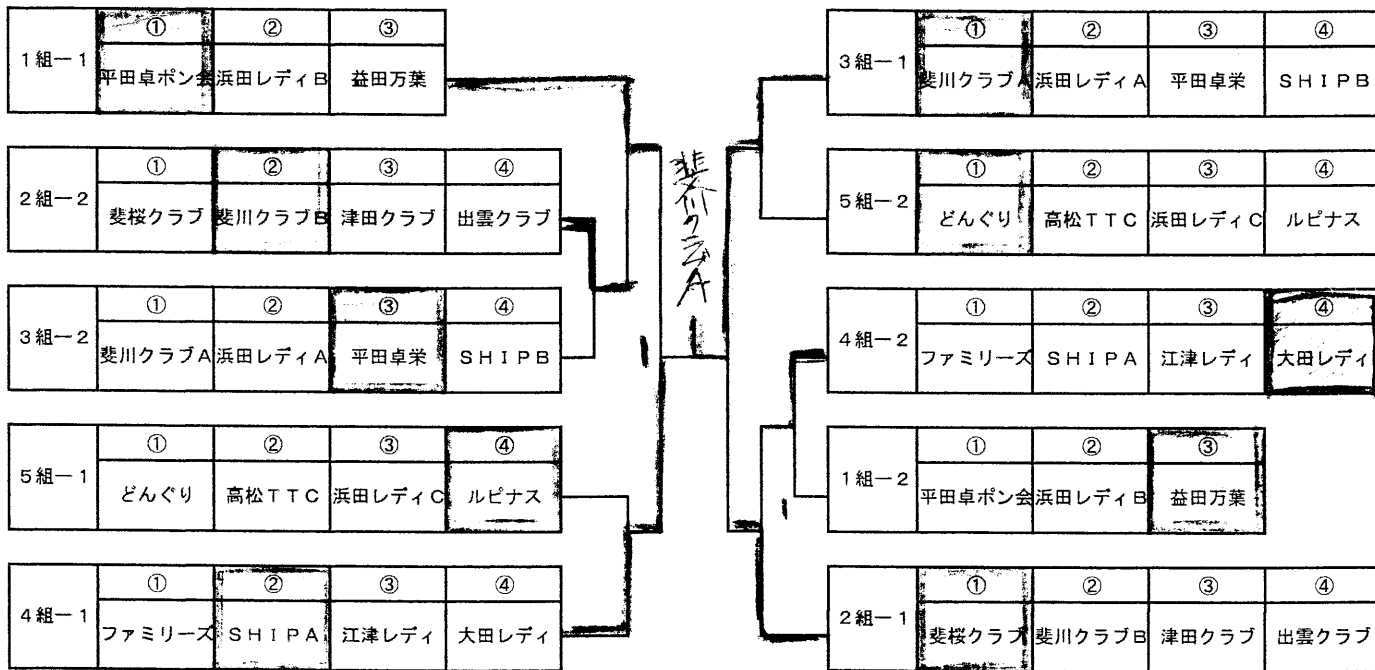 1組ー1 ① ② ③
平田卓ポン会 浜田レディB 益田万葉
2組ー2 ① ② ③ ④
斐桜クラブ 斐川クラブB 津田クラブ 出雲クラブ
3組ー2 ① ② ③ ④
斐川クラブA 浜田レディA 平田卓栄 SHIPB
5組ー1 ① ② ③ ④
どんぐり 高松TTC 浜田レディC ルピナス
4組ー1 ① ② ③ ④
ファミリーズ SHIPA 江津レディ 大田レディ
斐川クラブA
3組ー1 ① ② ③ ④
斐川クラブA 浜田レディA 平田卓栄 SHIPB
5組ー2 ① ② ③ ④
どんぐり 高松TTC 浜田レディC ルピナス
4組ー2 ① ② ③ ④
ファミリーズ SHIPA 江津レディ 大田レディ
1組ー2 ① ② ③
平田卓ポン会 浜田レディB 益田万葉
2組ー1 ① ② ③ ④
斐桜クラブ 斐川クラブB 津田クラブ 出雲クラブ